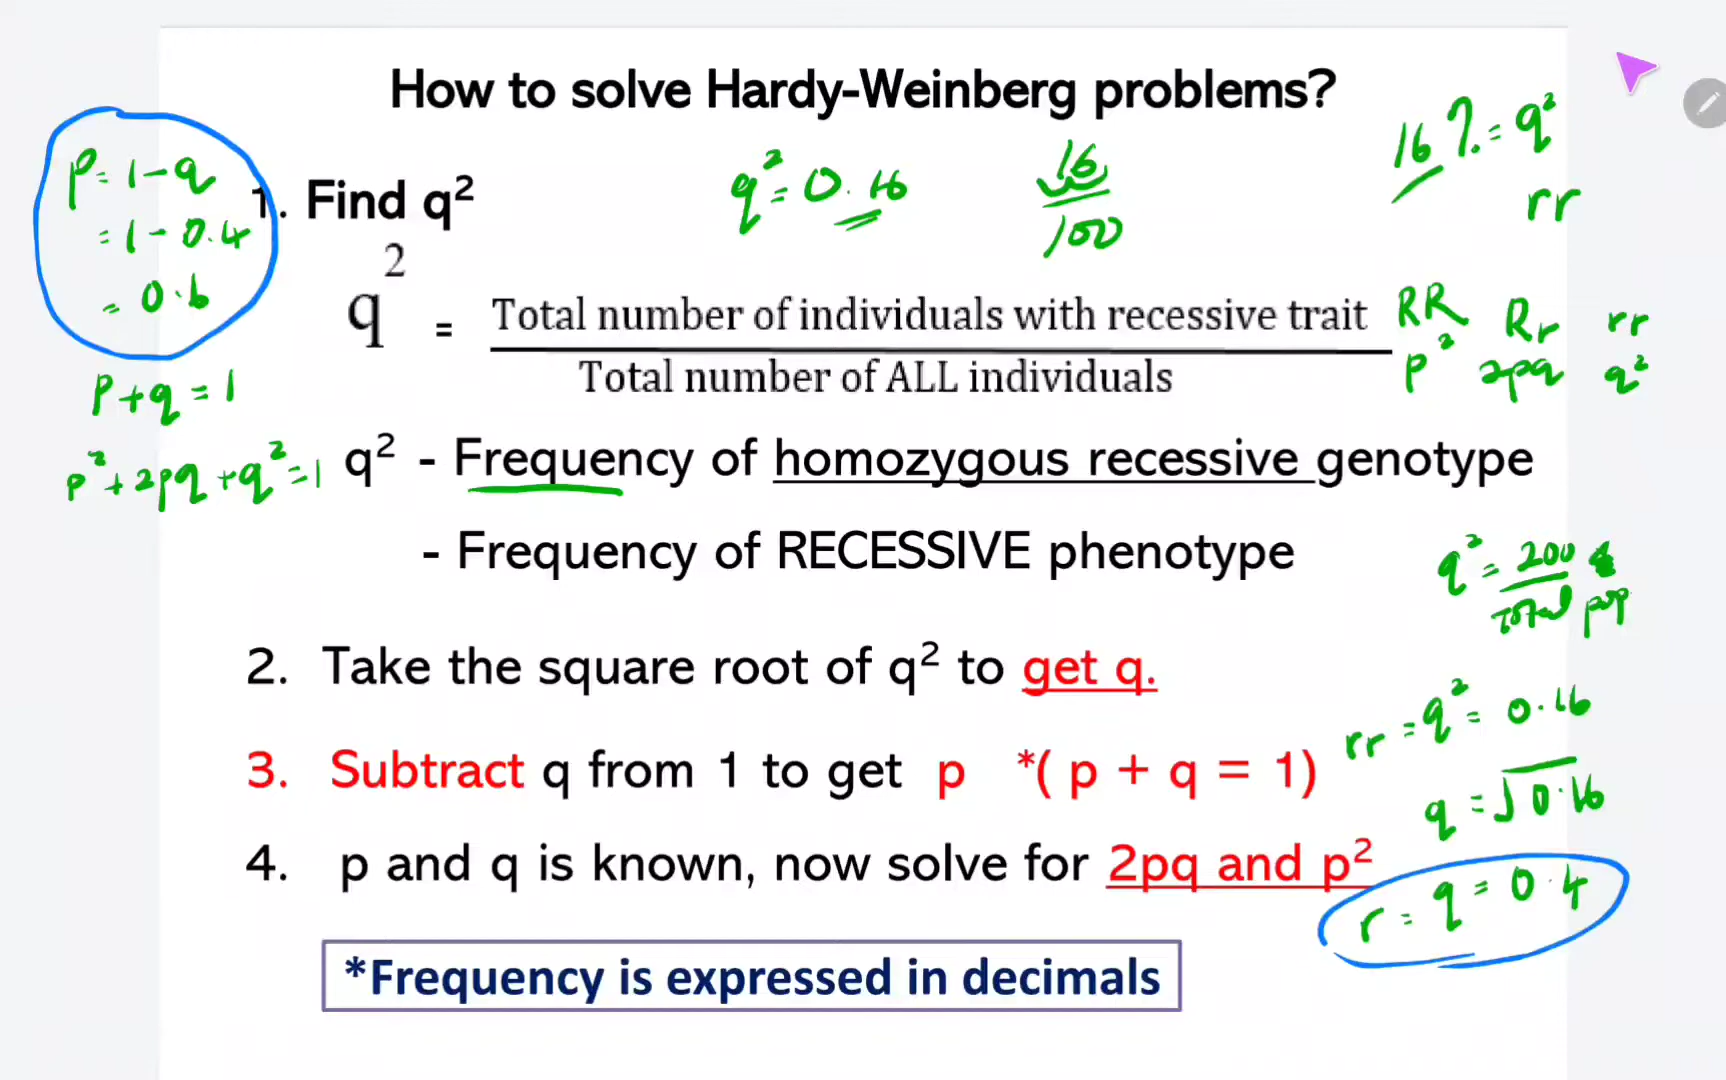 How to solve Hardy-Weinberg problems?
p = 1 - q
= 1 - 0.4
= 0.6
p + q = 1
p² + 2pq + q² = 1
1. Find q²
q² = 0.16
16
100
16 % = q²
rr
q² = Total number of individuals with recessive trait
Total number of ALL individuals
RR Rr rr
p² 2pq q²
q² - Frequency of homozygous recessive genotype
- Frequency of RECESSIVE phenotype
q² = 200
Total pop
2. Take the square root of q² to get q.
rr = q² = 0.16
3. Subtract q from 1 to get p *( p + q = 1)
q = √0.16
4. p and q is known, now solve for 2pq and p²
r = q = 0.4
*Frequency is expressed in decimals